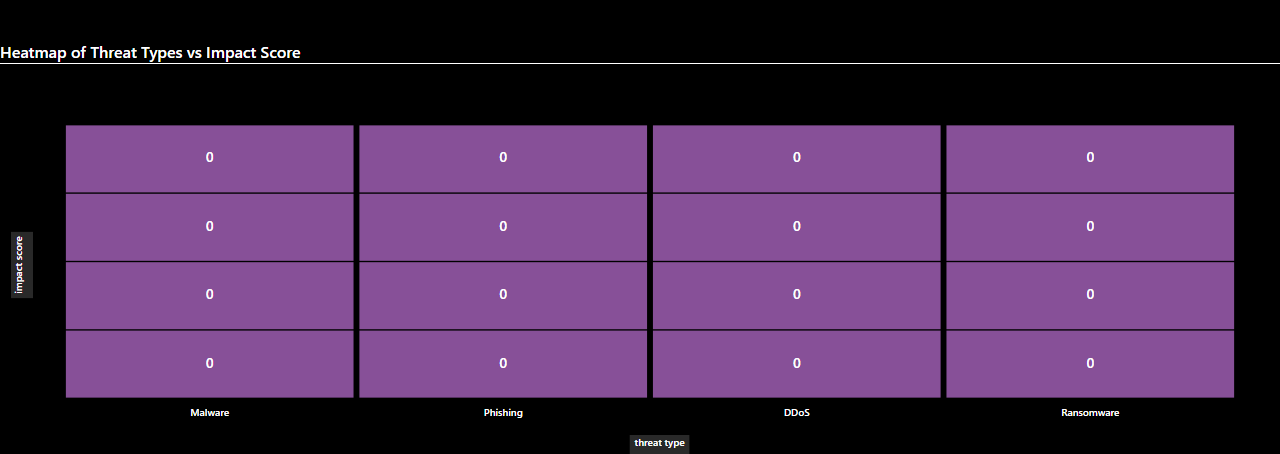 Heatmap of Threat Types vs Impact Score
0 0 0 0
0 0 0 0
impact score
0 0 0 0
0 0 0 0
Malware Phishing DDoS Ransomware
threat type